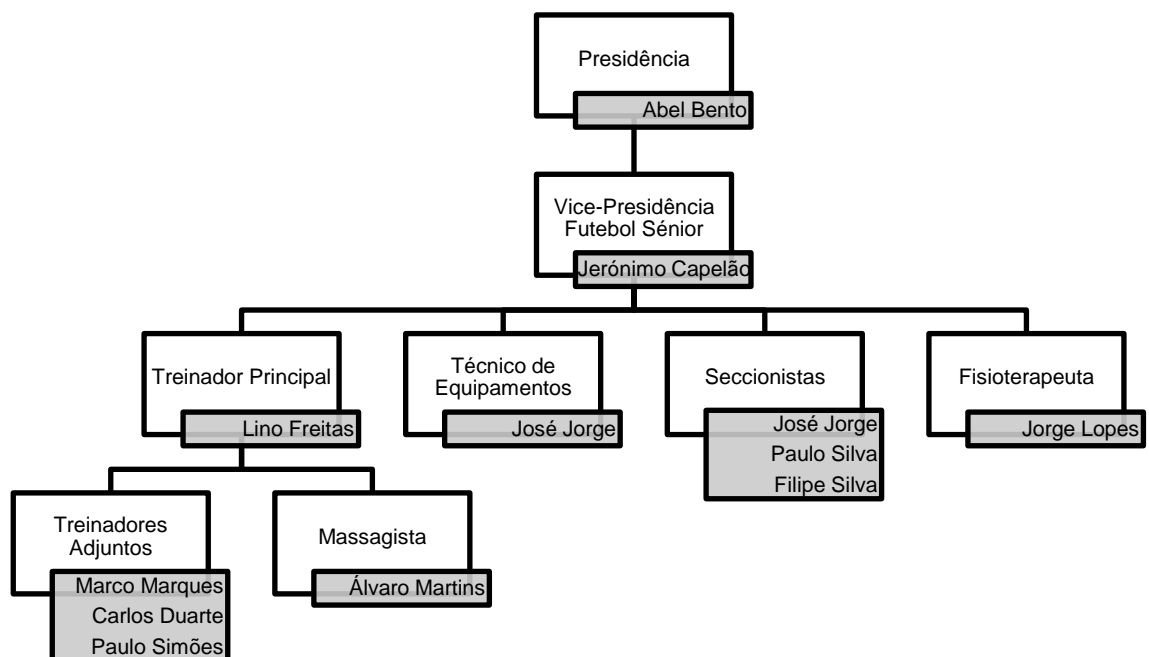 Presidência
Abel Bento
Vice-Presidência
Futebol Sénior
Jerónimo Capelão
Treinador Principal
Lino Freitas
Técnico de
Equipamentos
José Jorge
Seccionistas
José Jorge
Paulo Silva
Filipe Silva
Fisioterapeuta
Jorge Lopes
Treinadores
Adjuntos
Marco Marques
Carlos Duarte
Paulo Simões
Massagista
Álvaro Martins